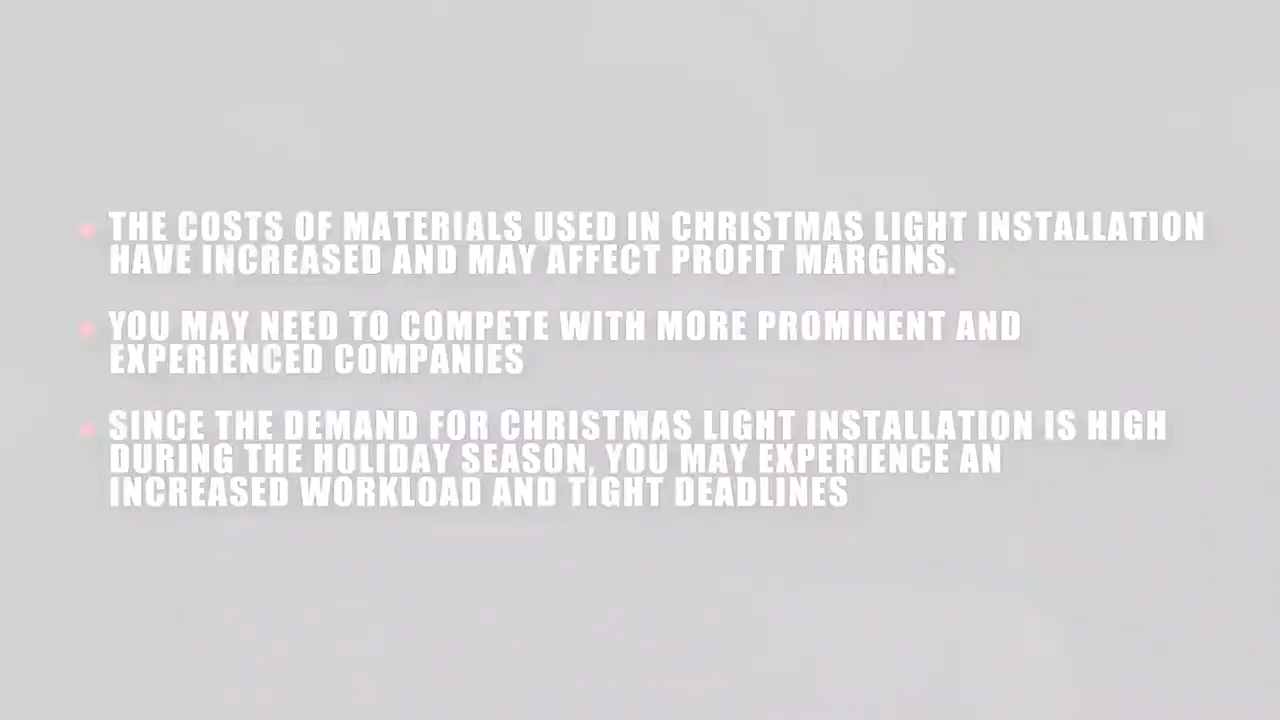 THE COSTS OF MATERIALS USED IN CHRISTMAS LIGHT INSTALLATION
HAVE INCREASED AND MAY AFFECT PROFIT MARGINS.
YOU MAY NEED TO COMPETE WITH MORE PROMINENT AND
EXPERIENCED COMPANIES
SINCE THE DEMAND FOR CHRISTMAS LIGHT INSTALLATION IS HIGH
DURING THE HOLIDAY SEASON, YOU MAY EXPERIENCE AN
INCREASED WORKLOAD AND TIGHT DEADLINES